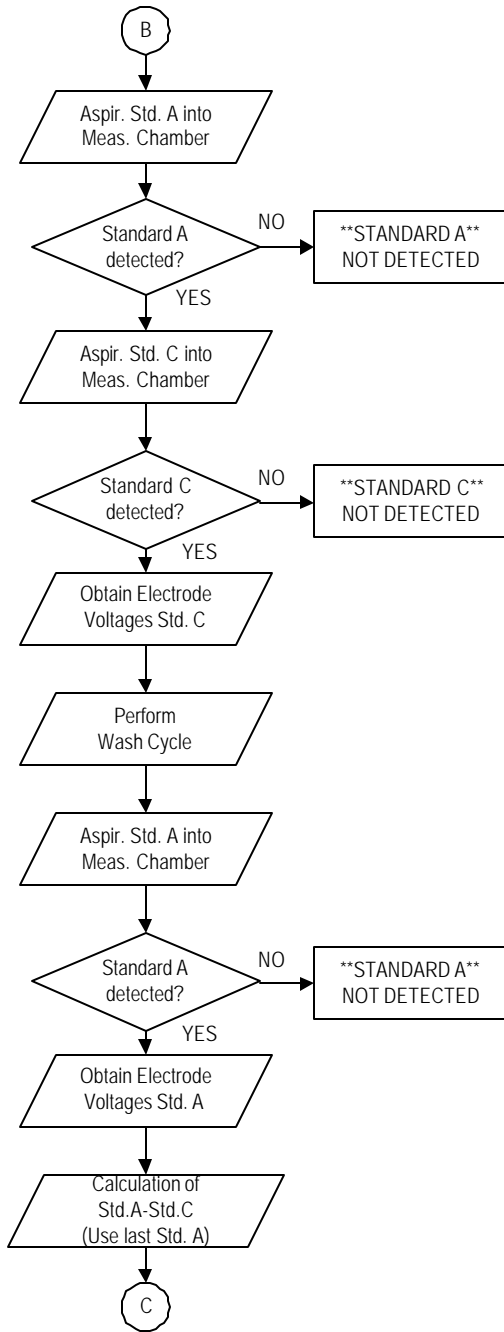 B
Aspir. Std. A into
Meas. Chamber
Standard A
detected?
NO
**STANDARD A**
NOT DETECTED
YES
Aspir. Std. C into
Meas. Chamber
Standard C
detected?
NO
**STANDARD C**
NOT DETECTED
YES
Obtain Electrode
Voltages Std. C
Perform
Wash Cycle
Aspir. Std. A into
Meas. Chamber
Standard A
detected?
NO
**STANDARD A**
NOT DETECTED
YES
Obtain Electrode
Voltages Std. A
Calculation of
Std.A-Std.C
(Use last Std. A)
C